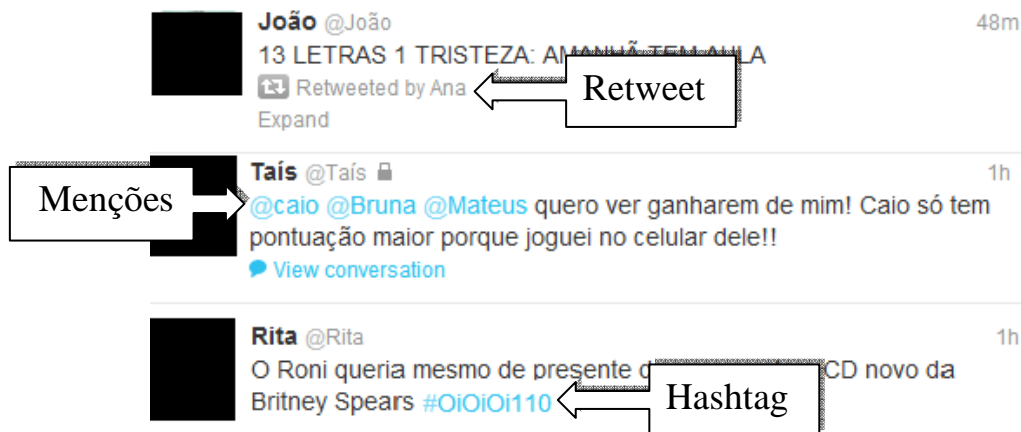 João @João 48m
13 LETRAS 1 TRISTEZA: AMANHÃ TEM AULA
Retweeted by Ana
Retweet
Expand
Taís @Taís 1h
Menções
@caio @Bruna @Mateus quero ver ganharem de mim! Caio só tem
pontuação maior porque joguei no celular dele!!
View conversation
Rita @Rita 1h
O Roni queria mesmo de presente CD novo da
Britney Spears #OiOiOi110
Hashtag